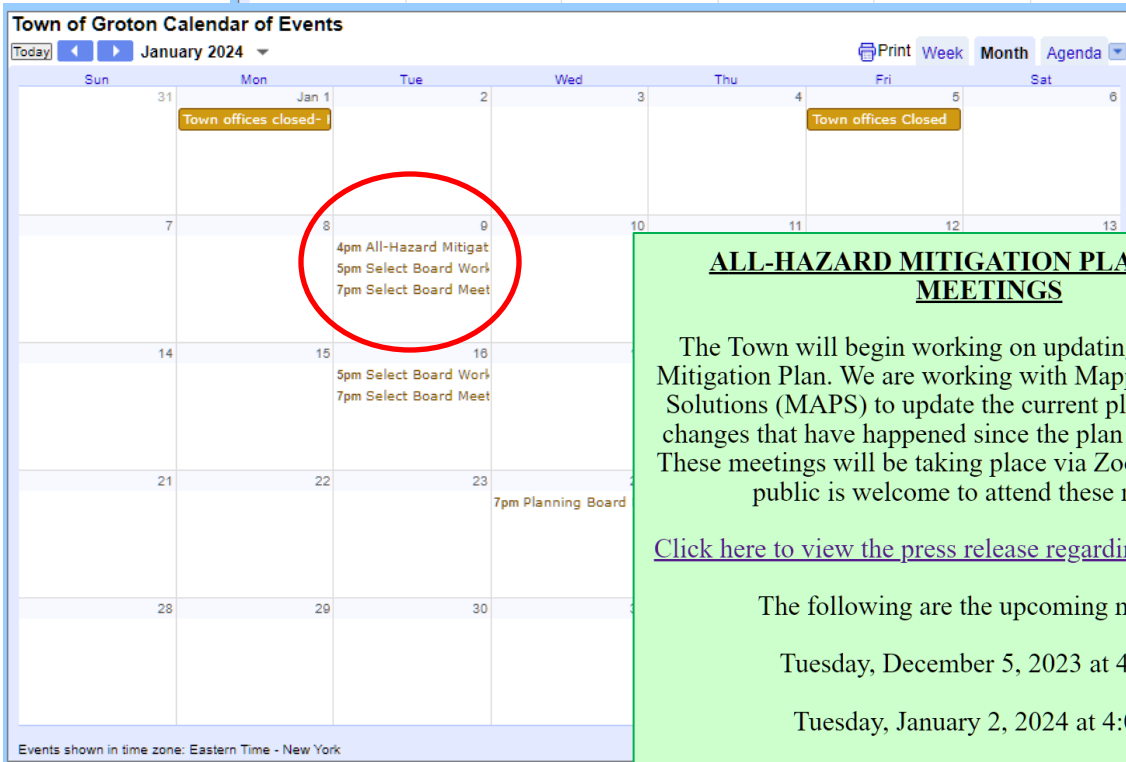 Town of Groton Calendar of Events
Today January 2024 Print Week Month Agenda
Sun Mon Tue Wed Thu Fri Sat
31 Jan 1 2 3 4 5 6
Town offices closed- Town offices Closed
7 8 9 10 11 12 13
4pm All-Hazard Mitigat
5pm Select Board Work
7pm Select Board Meet
14 15 16
5pm Select Board Work
7pm Select Board Meet
21 22 23
7pm Planning Board
28 29 30
Events shown in time zone: Eastern Time - New York
ALL-HAZARD MITIGATION PLA
MEETINGS
The Town will begin working on updating
Mitigation Plan. We are working with Mapp
Solutions (MAPS) to update the current pl
changes that have happened since the plan
These meetings will be taking place via Zoo
public is welcome to attend these
Click here to view the press release regardin
The following are the upcoming
Tuesday, December 5, 2023 at 4
Tuesday, January 2, 2024 at 4: